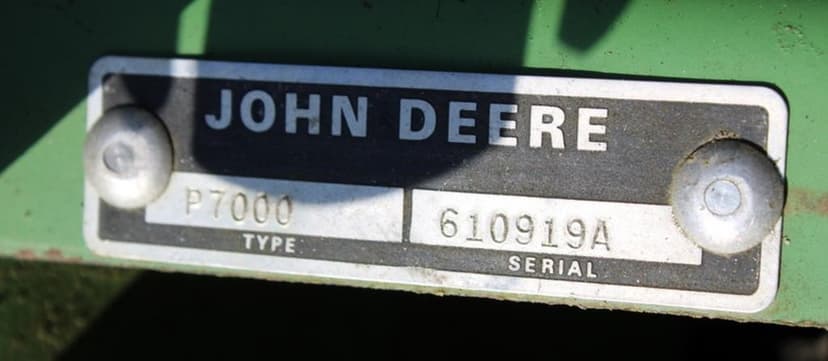 JOHN DEERE
P7000 610919A
TYPE SERIAL